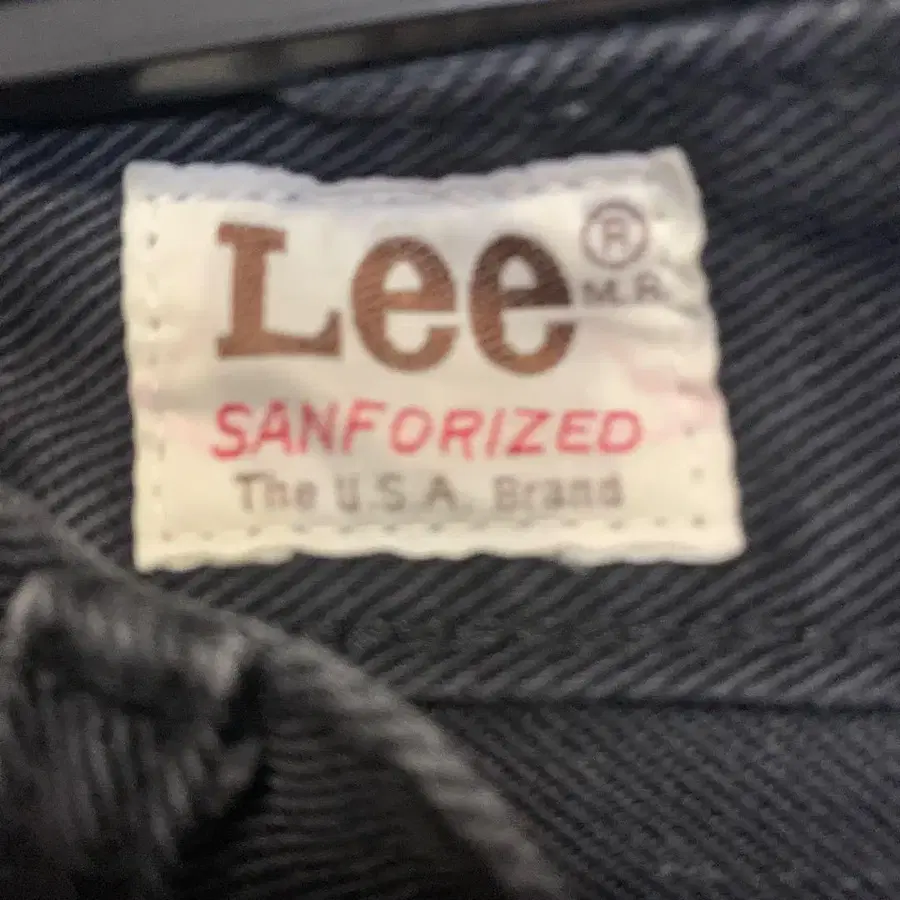 Lee ®
M.R.
SANFORIZED
The U.S.A. Brand